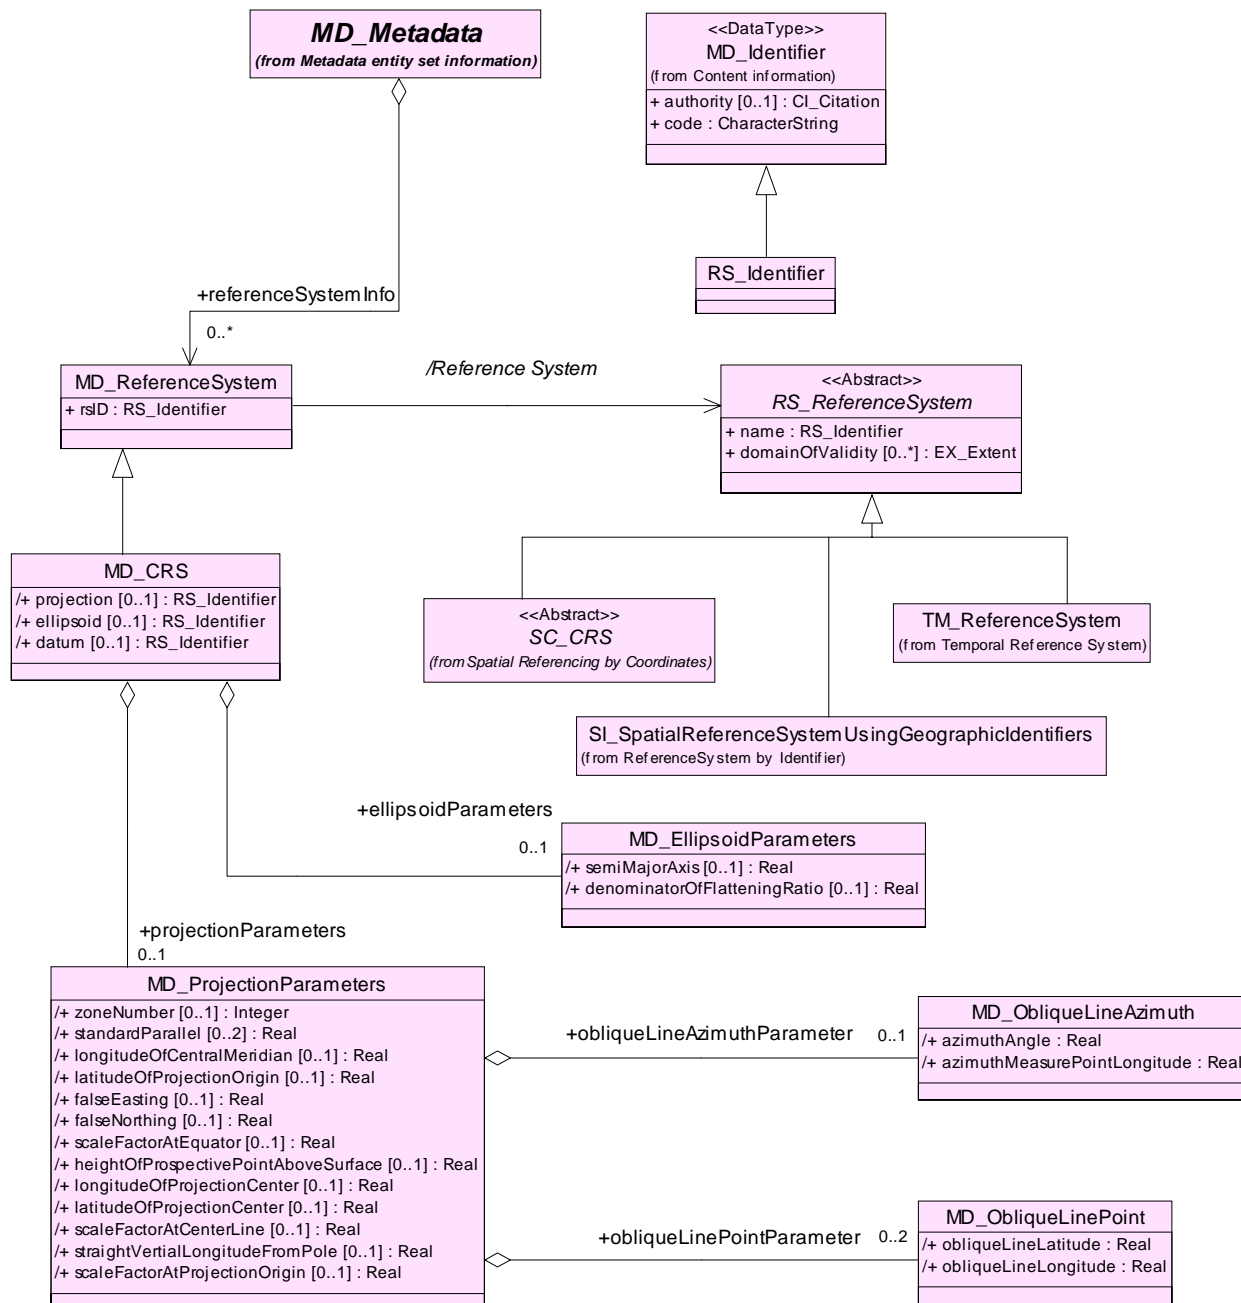 MD_Metadata
(from Metadata entity set information)
<<DataType>>
MD_Identifier
(from Content information)
+ authority [0..1] : CI_Citation
+ code : CharacterString
RS_Identifier
+referenceSystemInfo
0..*
MD_ReferenceSystem
+ rsID : RS_Identifier
/Reference System
<<Abstract>>
RS_ReferenceSystem
+ name : RS_Identifier
+ domainOfValidity [0..*] : EX_Extent
MD_CRS
/+ projection [0..1] : RS_Identifier
/+ ellipsoid [0..1] : RS_Identifier
/+ datum [0..1] : RS_Identifier
<<Abstract>>
SC_CRS
(from Spatial Referencing by Coordinates)
TM_ReferenceSystem
(from Temporal Reference System)
SI_SpatialReferenceSystemUsingGeographicIdentifiers
(from ReferenceSystem by Identifier)
+ellipsoidParameters
0..1
MD_EllipsoidParameters
/+ semiMajorAxis [0..1] : Real
/+ denominatorOfFlatteningRatio [0..1] : Real
+projectionParameters
0..1
MD_ProjectionParameters
/+ zoneNumber [0..1] : Integer
/+ standardParallel [0..2] : Real
/+ longitudeOfCentralMeridian [0..1] : Real
/+ latitudeOfProjectionOrigin [0..1] : Real
/+ falseEasting [0..1] : Real
/+ falseNorthing [0..1] : Real
/+ scaleFactorAtEquator [0..1] : Real
/+ heightOfProspectivePointAboveSurface [0..1] : Real
/+ longitudeOfProjectionCenter [0..1] : Real
/+ latitudeOfProjectionCenter [0..1] : Real
/+ scaleFactorAtCenterLine [0..1] : Real
/+ straightVertialLongitudeFromPole [0..1] : Real
/+ scaleFactorAtProjectionOrigin [0..1] : Real
+obliqueLineAzimuthParameter
0..1
MD_ObliqueLineAzimuth
/+ azimuthAngle : Real
/+ azimuthMeasurePointLongitude : Real
+obliqueLinePointParameter
0..2
MD_ObliqueLinePoint
/+ obliqueLineLatitude : Real
/+ obliqueLineLongitude : Real